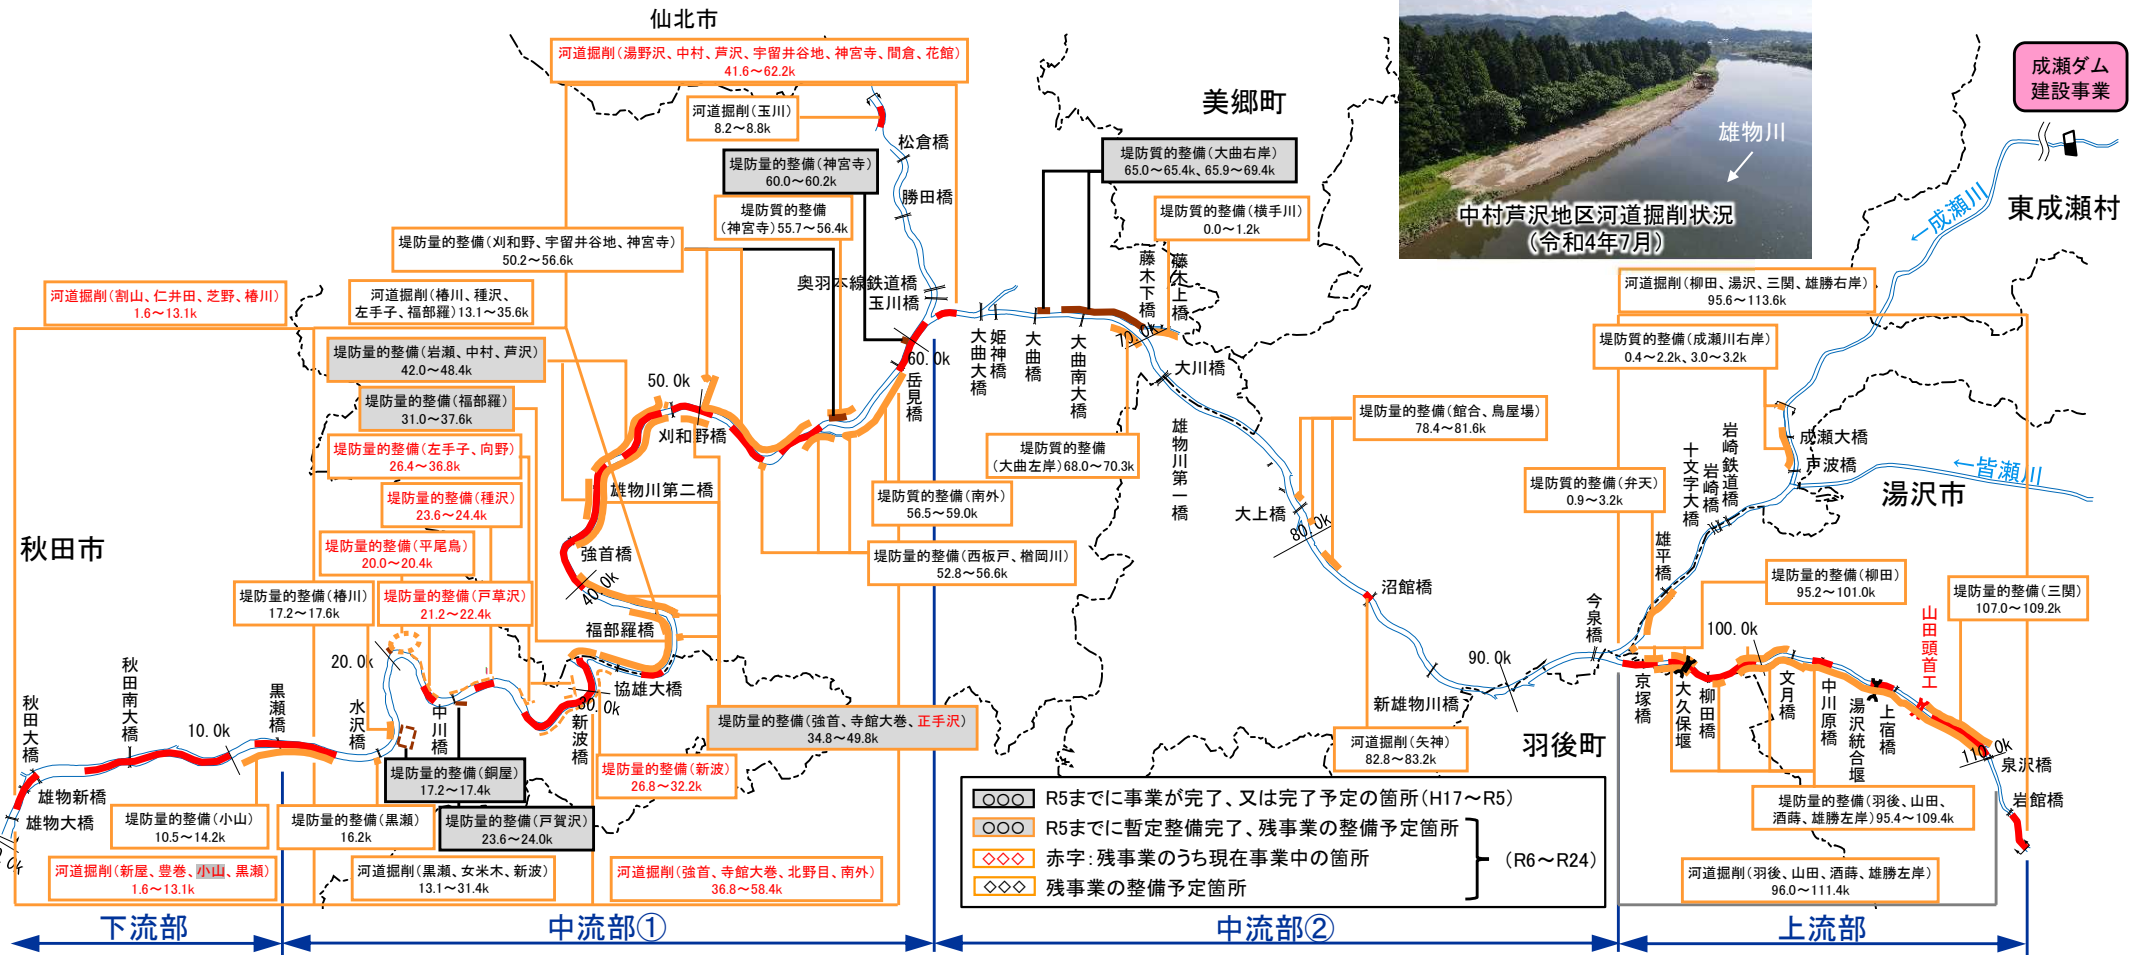 仙北市
河道掘削(湯野沢、中村、芦沢、宇留井谷地、神宮寺、間倉、花館)
41.6～62.2k
河道掘削(玉川)
8.2～8.8k
松倉橋
堤防量的整備(神宮寺)
60.0～60.2k
勝田橋
堤防質的整備
(神宮寺)55.7～56.4k
堤防量的整備(刈和野、宇留井谷地、神宮寺)
50.2～56.6k
奥羽本線鉄道橋
玉川橋
美郷町
堤防質的整備(大曲右岸)
65.0～65.4k、65.9～69.4k
堤防質的整備(横手川)
0.0～1.2k
藤木下橋
藤木上橋
雄物川
中村芦沢地区河道掘削状況
(令和4年7月)
成瀬ダム
建設事業
←成瀬川
東成瀬村
河道掘削(割山、仁井田、芝野、椿川)
1.6～13.1k
河道掘削(椿川、種沢、
左手子、福部羅)13.1～35.6k
堤防量的整備(岩瀬、中村、芦沢)
42.0～48.4k
堤防量的整備(福部羅)
31.0～37.6k
堤防量的整備(左手子、向野)
26.4～36.8k
堤防量的整備(種沢)
23.6～24.4k
堤防量的整備(平尾鳥)
20.0～20.4k
堤防量的整備(椿川)
17.2～17.6k
堤防量的整備(戸草沢)
21.2～22.4k
秋田市
50.0k
刈和野橋
雄物川第二橋
強首橋
40.0k
福部羅橋
協雄大橋
30.0k
新波橋
60.0k
岳見橋
大曲大橋
姫神橋
大曲橋
大曲南大橋
70.0k
大川橋
雄物川第一橋
堤防質的整備
(大曲左岸)68.0～70.3k
堤防質的整備(南外)
56.5～59.0k
堤防量的整備(西板戸、楢岡川)
52.8～56.6k
堤防量的整備(館合、鳥屋場)
78.4～81.6k
大上橋
80.0k
沼館橋
90.0k
新雄物川橋
今泉橋
河道掘削(矢神)
82.8～83.2k
羽後町
河道掘削(柳田、湯沢、三関、雄勝右岸)
95.6～113.6k
堤防質的整備(成瀬川右岸)
0.4～2.2k、3.0～3.2k
成瀬大橋
戸波橋
←皆瀬川
湯沢市
岩崎鉄道橋
岩崎橋
十文字大橋
堤防質的整備(弁天)
0.9～3.2k
雄平橋
堤防量的整備(柳田)
95.2～101.0k
堤防量的整備(三関)
107.0～109.2k
100.0k
山田頭首工
京塚橋
大久保堰
柳田橋
文月橋
中川原橋
湯沢統合堰
上宿橋
110.0k
泉沢橋
岩館橋
堤防量的整備(羽後、山田、
酒蒔、雄勝左岸)95.4～109.4k
河道掘削(羽後、山田、酒蒔、雄勝左岸)
96.0～111.4k
20.0k
水沢橋
中川橋
黒瀬橋
10.0k
秋田南大橋
秋田大橋
雄物新橋
雄物大橋
堤防量的整備(小山)
10.5～14.2k
堤防量的整備(黒瀬)
16.2k
堤防量的整備(銅屋)
17.2～17.4k
堤防量的整備(戸賀沢)
23.6～24.0k
堤防量的整備(新波)
26.8～32.2k
堤防量的整備(強首、寺館大巻、正手沢)
34.8～49.8k
河道掘削(新屋、豊巻、小山、黒瀬)
1.6～13.1k
河道掘削(黒瀬、女米木、新波)
13.1～31.4k
河道掘削(強首、寺館大巻、北野目、南外)
36.8～58.4k
○○○ R5までに事業が完了、又は完了予定の箇所(H17～R5)
○○○ R5までに暫定整備完了、残事業の整備予定箇所
◇◇◇ 赤字：残事業のうち現在事業中の箇所
◇◇◇ 残事業の整備予定箇所
(R6～R24)
下流部
中流部①
中流部②
上流部